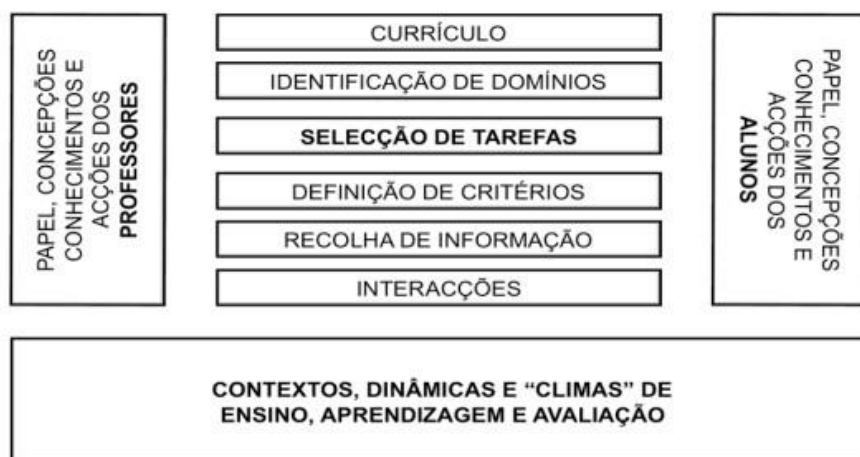 PAPEL, CONCEPÇÕES
CONHECIMENTOS E
ACÇÕES DOS
PROFESSORES
CURRÍCULO
IDENTIFICAÇÃO DE DOMÍNIOS
SELECÇÃO DE TAREFAS
DEFINIÇÃO DE CRITÉRIOS
RECOLHA DE INFORMAÇÃO
INTERACÇÕES
PAPEL, CONCEPÇÕES
CONHECIMENTOS E
ACÇÕES DOS
ALUNOS
CONTEXTOS, DINÂMICAS E “CLIMAS” DE
ENSINO, APRENDIZAGEM E AVALIAÇÃO